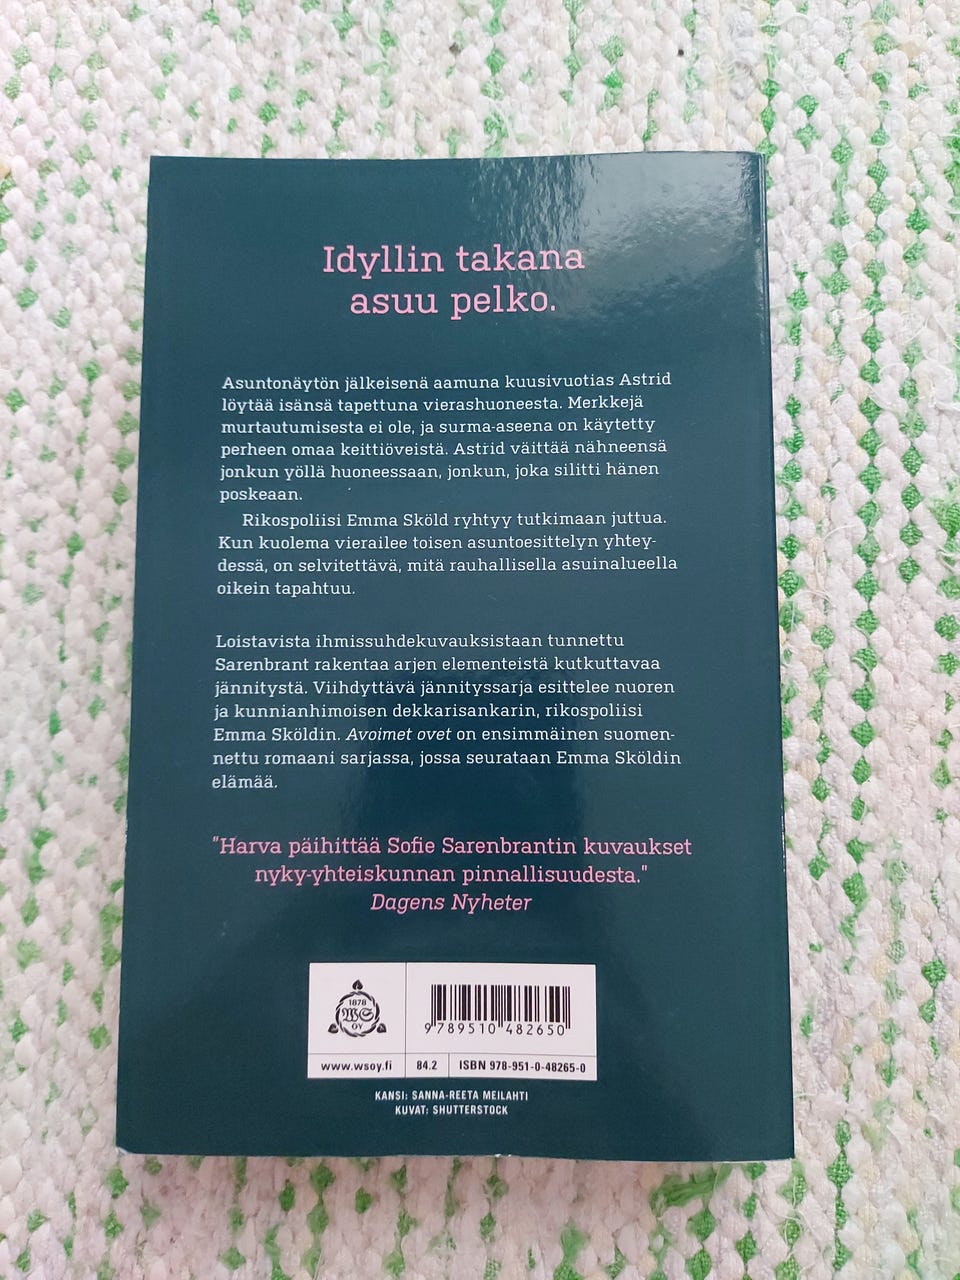 Idyllin takana
asuu pelko.
Asuntonäytön jälkeisenä aamuna kuusivuotias Astrid
löytää isänsä tapettuna vierashuoneesta. Merkkejä
murtautumisesta ei ole, ja surma-aseena on käytetty
perheen omaa keittiöveistä. Astrid väittää nähneensä
jonkun yöllä huoneessaan, jonkun, joka silitti hänen
poskeaan.
Rikospoliisi Emma Sköld ryhtyy tutkimaan juttua.
Kun kuolema vierailee toisen asuntoesittelyn yhtey-
dessä, on selvitettävä, mitä rauhallisella asuinalueella
oikein tapahtuu.
Loistavista ihmissuhdekuvauksistaan tunnettu
Sarenbrant rakentaa arjen elementeistä kutkuttavaa
jännitystä. Viihdyttävä jännityssarja esittelee nuoren
ja kunnianhimoisen dekkarisankarin, rikospoliisi
Emma Sköldin. Avoimet ovet on ensimmäinen suomen-
nettu romaani sarjassa, jossa seurataan Emma Sköldin
elämää.
"Harva päihittää Sofie Sarenbrantin kuvaukset
nyky-yhteiskunnan pinnallisuudesta."
Dagens Nyheter
1878
WS
OY
9 789510 482650
www.wsoy.fi 84.2 ISBN 978-951-0-48265-0
KANSI: SANNA-REETA MEILAHTI
KUVAT: SHUTTERSTOCK